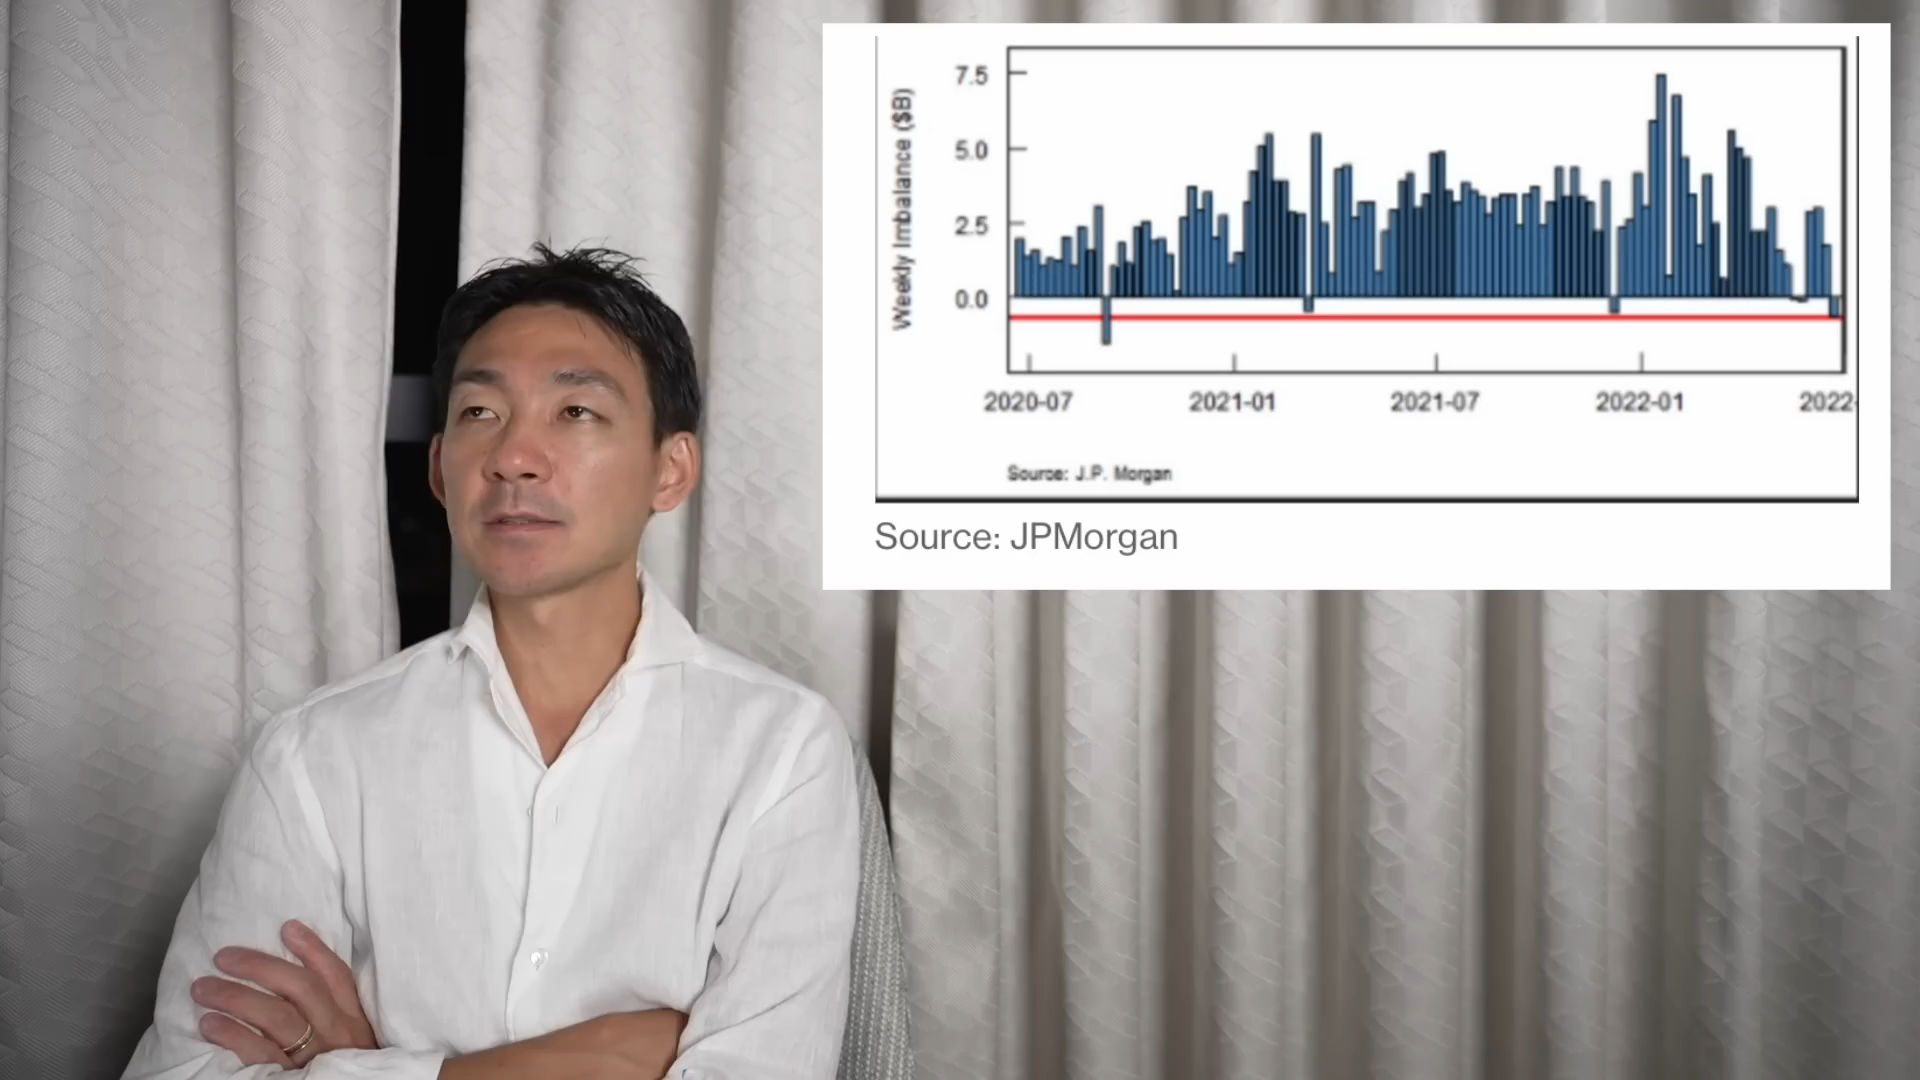 Weekly Imbalance ($B)
7.5
5.0
2.5
0.0
2020-07 2021-01 2021-07 2022-01 2022-
Source: J.P. Morgan
Source: JPMorgan